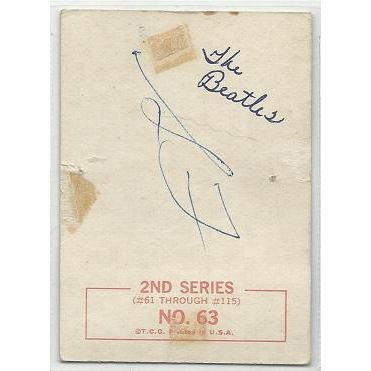 The
Beatles
2ND SERIES
(#61 THROUGH #115)
NO. 63
©T.C.G. Printed in U.S.A.